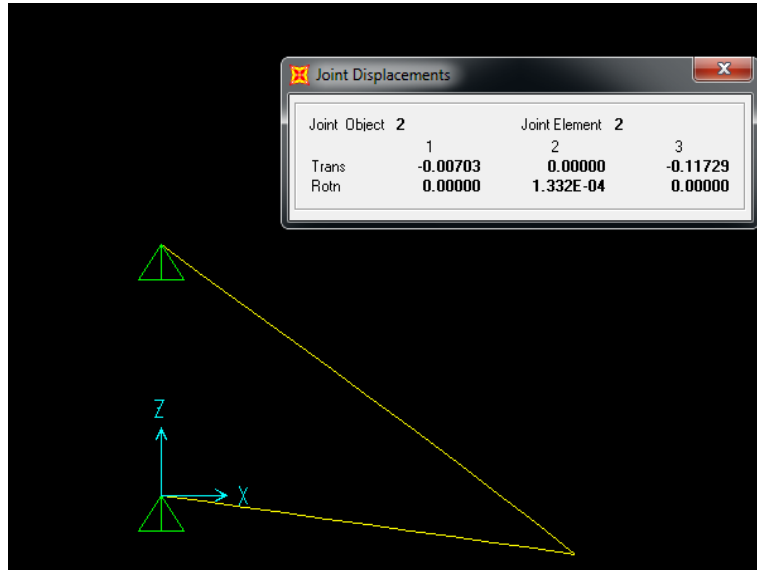 Joint Displacements
Joint Object 2 Joint Element 2
1 2 3
Trans -0.00703 0.00000 -0.11729
Rotn 0.00000 1.332E-04 0.00000
Z
X